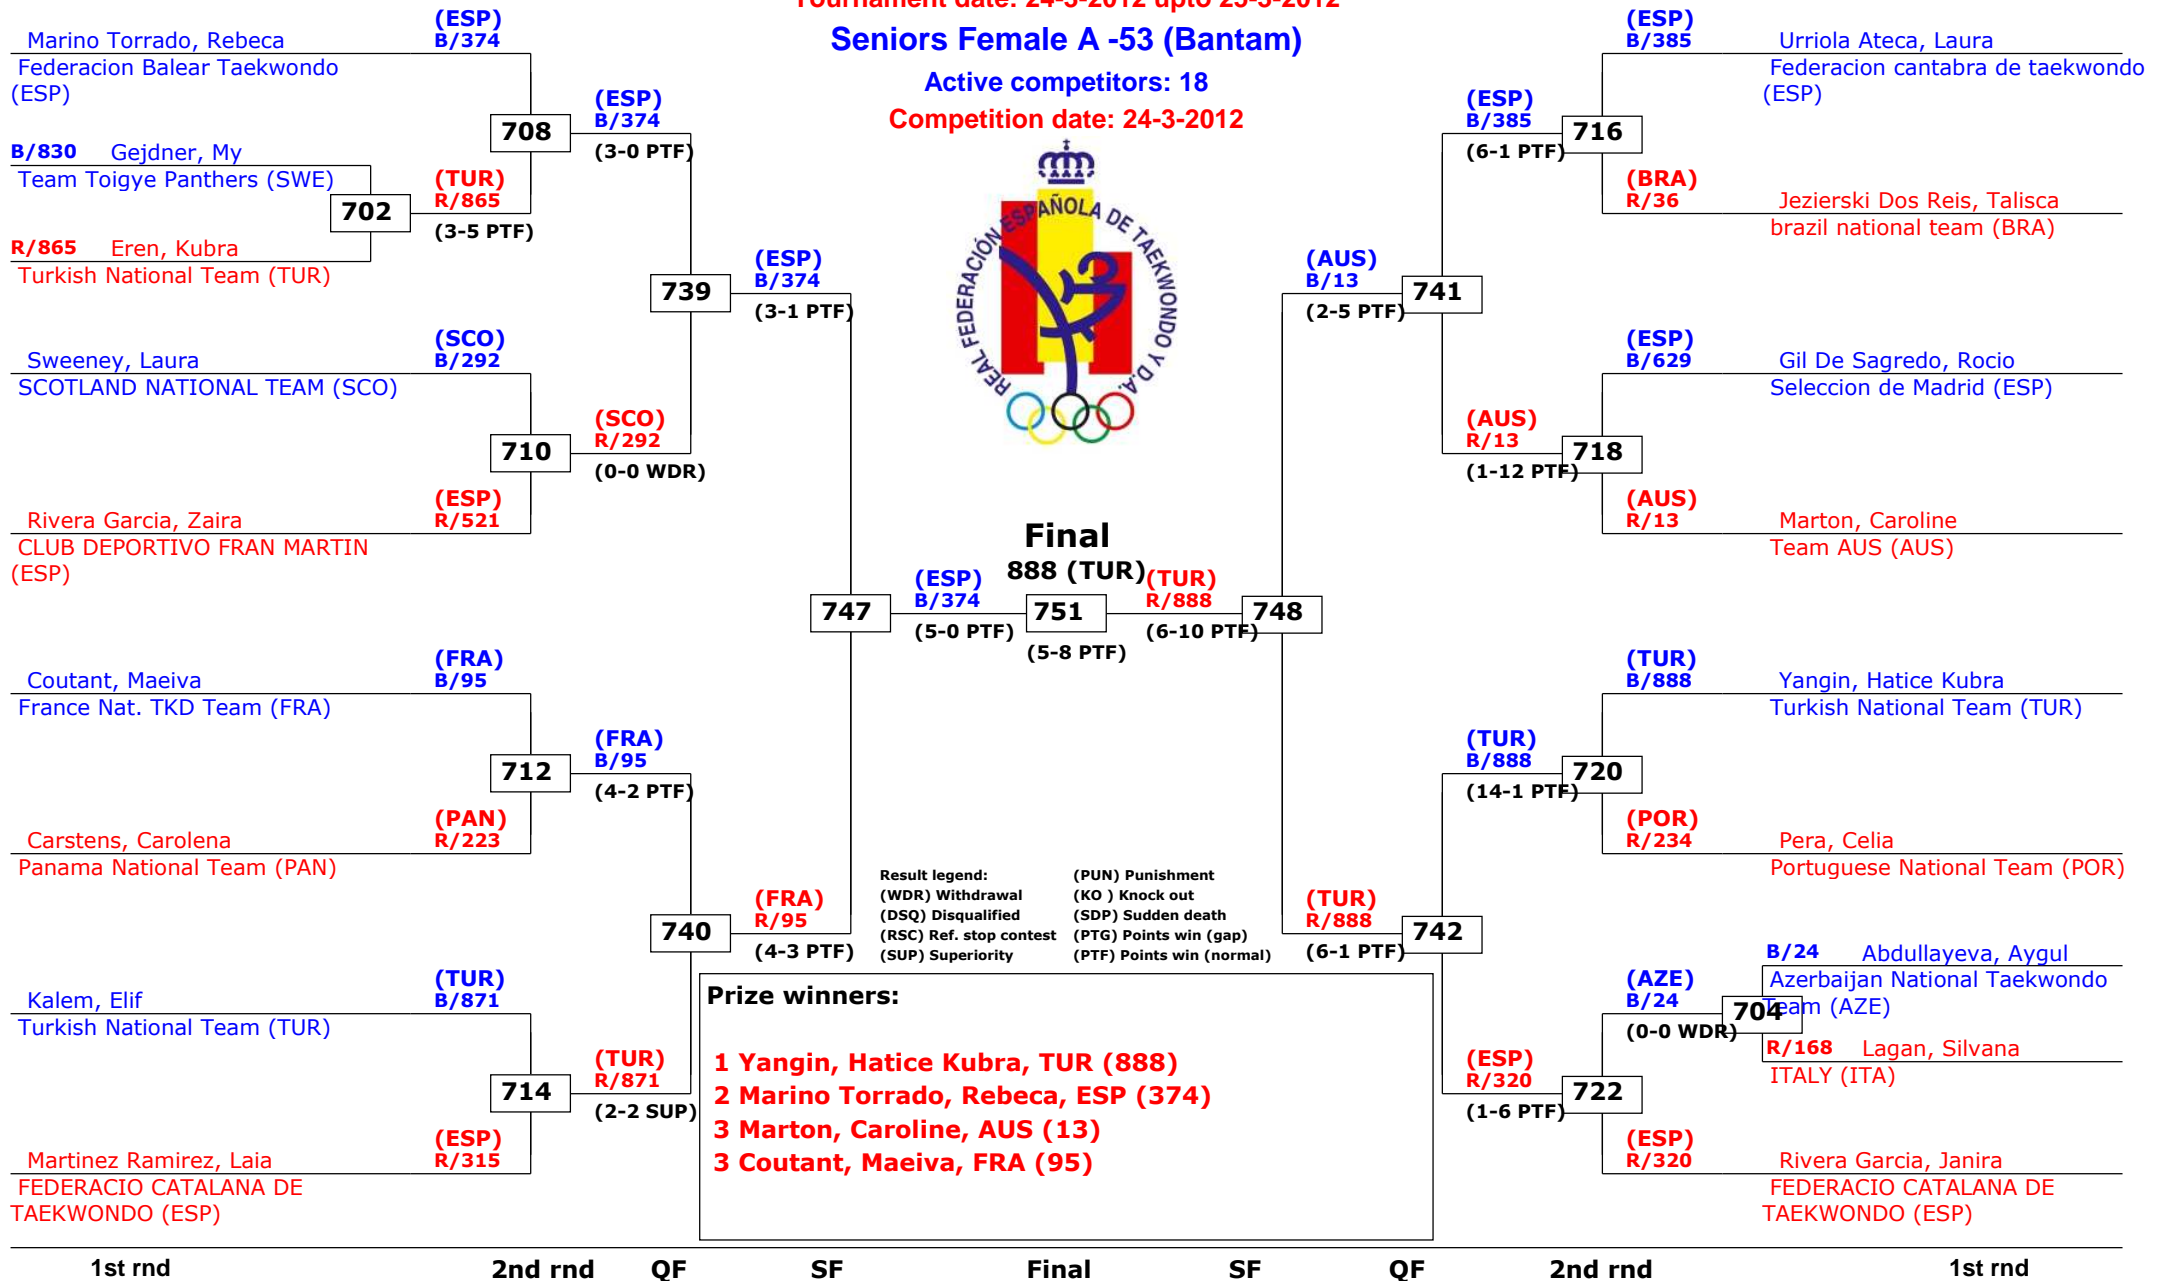 Tournament date: 24-3-2012 upto 25-3-2012
Seniors Female A -53 (Bantam)
Active competitors: 18
Competition date: 24-3-2012
REAL FEDERACIÓN ESPAÑOLA DE TAEKWONDO Y D.A.
(ESP)
B/374
Marino Torrado, Rebeca
Federacion Balear Taekwondo
(ESP)
708
(ESP)
B/374
(3-0 PTF)
B/830 Gejdner, My
Team Toigye Panthers (SWE)
702
(TUR)
R/865
(3-5 PTF)
R/865 Eren, Kubra
Turkish National Team (TUR)
739
(ESP)
B/374
(3-1 PTF)
(SCO)
B/292
Sweeney, Laura
SCOTLAND NATIONAL TEAM (SCO)
710
(SCO)
R/292
(0-0 WDR)
(ESP)
R/521
Rivera Garcia, Zaira
CLUB DEPORTIVO FRAN MARTIN
(ESP)
747
(ESP)
B/374
(5-0 PTF)
(FRA)
B/95
Coutant, Maeiva
France Nat. TKD Team (FRA)
712
(FRA)
B/95
(4-2 PTF)
(PAN)
R/223
Carstens, Carolena
Panama National Team (PAN)
740
(FRA)
R/95
(4-3 PTF)
(TUR)
B/871
Kalem, Elif
Turkish National Team (TUR)
714
(TUR)
R/871
(2-2 SUP)
(ESP)
R/315
Martinez Ramirez, Laia
FEDERACIO CATALANA DE
TAEKWONDO (ESP)
Final
888 (TUR)
751
(5-8 PTF)
(TUR)
R/888
(6-10 PTF)
748
(ESP)
B/385
Urriola Ateca, Laura
Federacion cantabra de taekwondo
(ESP)
(ESP)
B/385
(6-1 PTF)
716
(BRA)
R/36
Jezierski Dos Reis, Talisca
brazil national team (BRA)
(AUS)
B/13
(2-5 PTF)
741
(ESP)
B/629
Gil De Sagredo, Rocio
Seleccion de Madrid (ESP)
(AUS)
R/13
(1-12 PTF)
718
(AUS)
R/13
Marton, Caroline
Team AUS (AUS)
(TUR)
B/888
Yangin, Hatice Kubra
Turkish National Team (TUR)
(TUR)
B/888
(14-1 PTF)
720
(POR)
R/234
Pera, Celia
Portuguese National Team (POR)
(TUR)
R/888
(6-1 PTF)
742
B/24 Abdullayeva, Aygul
Azerbaijan National Taekwondo
Team (AZE)
(AZE)
B/24
(0-0 WDR)
704
R/168 Lagan, Silvana
ITALY (ITA)
(ESP)
R/320
(1-6 PTF)
722
(ESP)
R/320
Rivera Garcia, Janira
FEDERACIO CATALANA DE
TAEKWONDO (ESP)
Result legend: (PUN) Punishment
(WDR) Withdrawal (KO ) Knock out
(DSQ) Disqualified (SDP) Sudden death
(RSC) Ref. stop contest (PTG) Points win (gap)
(SUP) Superiority (PTF) Points win (normal)
Prize winners:
1 Yangin, Hatice Kubra, TUR (888)
2 Marino Torrado, Rebeca, ESP (374)
3 Marton, Caroline, AUS (13)
3 Coutant, Maeiva, FRA (95)
1st rnd 2nd rnd QF SF Final SF QF 2nd rnd 1st rnd